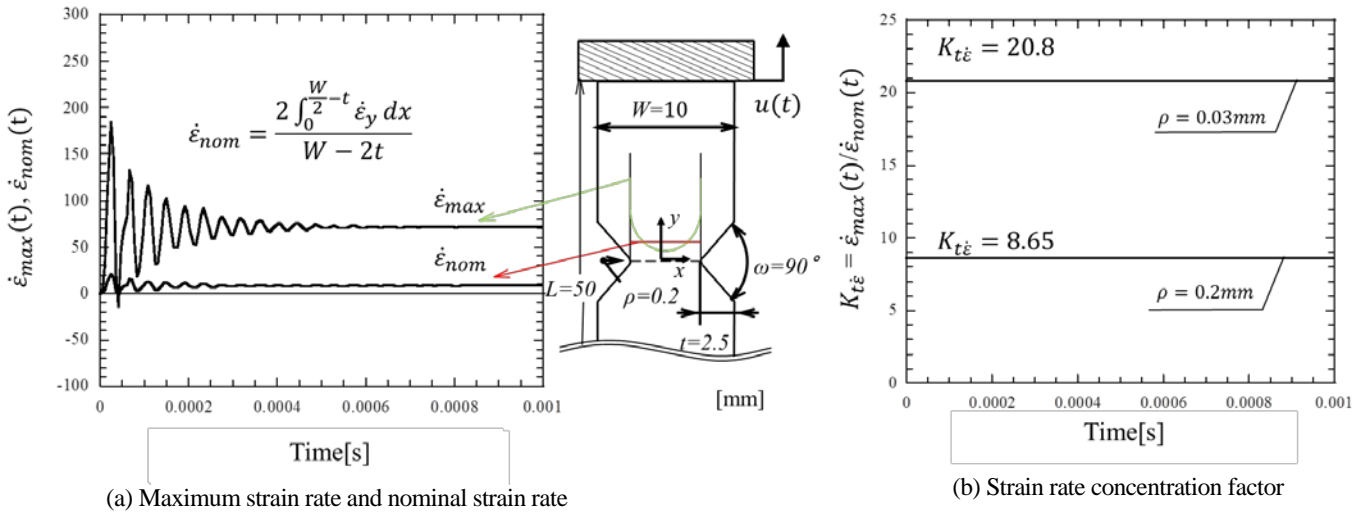 300
250
200
150
100
50
0
-50
-100
ε̇max(t), ε̇nom(t)
ε̇nom = 2 ∫₀^(W/2 −t) ε̇y dx / W − 2t
ε̇max
ε̇nom
0 0.0002 0.0004 0.0006 0.0008 0.001
Time[s]
(a) Maximum strain rate and nominal strain rate
u(t)
W=10
y
x
ω=90°
L=50
ρ=0.2
t=2.5
[mm]
25
20
15
10
5
0
Ktε̇ = ε̇max(t)/ε̇nom(t)
Ktε̇ = 20.8
ρ = 0.03mm
Ktε̇ = 8.65
ρ = 0.2mm
0 0.0002 0.0004 0.0006 0.0008 0.001
Time[s]
(b) Strain rate concentration factor